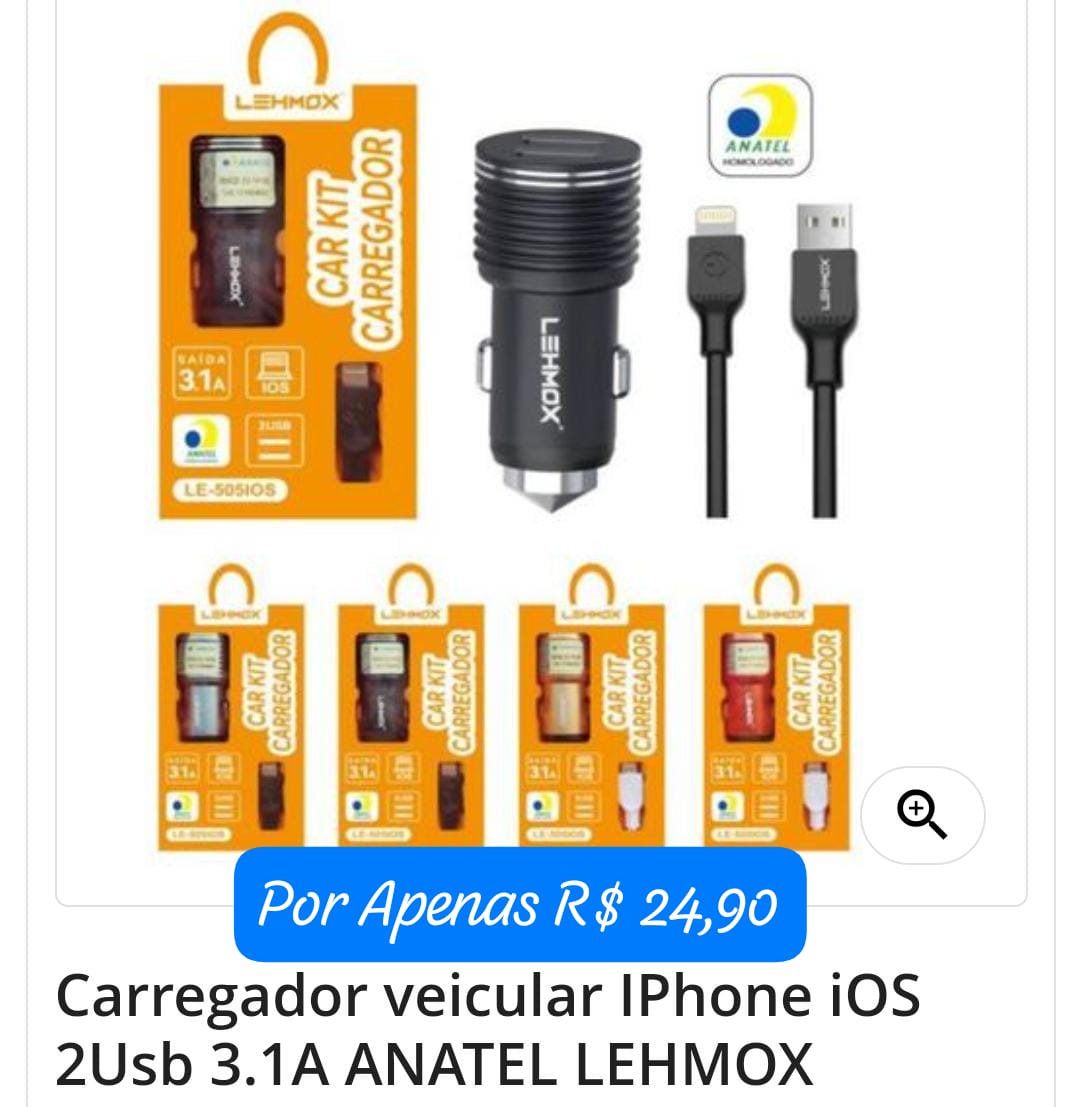 LEHMOX
CAR KIT
CARREGADOR
LEHMOX
SAÍDA
3.1A
IOS
ANATEL
2USB
LE-505IOS
LEHMOX
ANATEL
HOMOLOGADO
LEHMOX
LEHMOX
CAR KIT
CARREGADOR
3.1A
LE-505IOS
LEHMOX
CAR KIT
CARREGADOR
3.1A
LE-505IOS
LEHMOX
CAR KIT
CARREGADOR
3.1A
LE-505IOS
LEHMOX
CAR KIT
CARREGADOR
3.1A
LE-505IOS
Por Apenas R$ 24,90
Carregador veicular IPhone iOS
2Usb 3.1A ANATEL LEHMOX